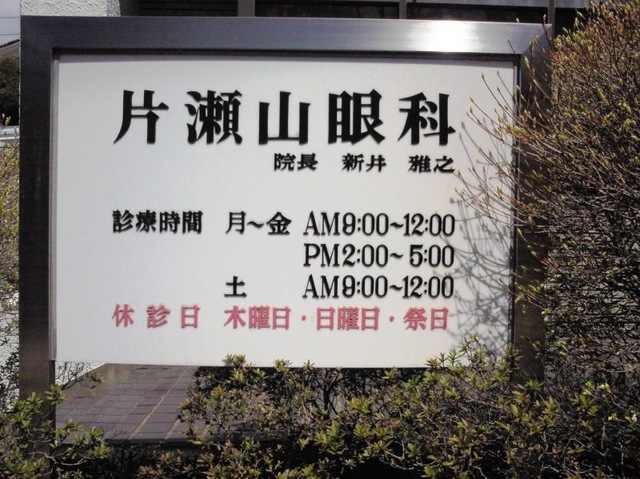 片瀬山眼科
院長 新井 雅之
診療時間 月～金 AM9:00～12:00
PM2:00～5:00
土 AM9:00～12:00
休診日 木曜日・日曜日・祭日